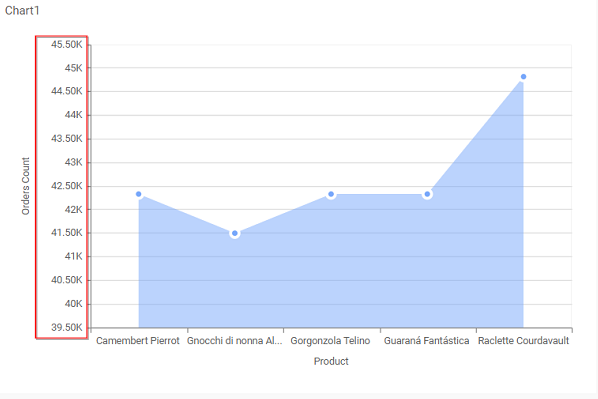 Chart1
45.50K
45K
44.50K
44K
43.50K
43K
42.50K
42K
41.50K
41K
40.50K
40K
39.50K
Orders Count
Camembert Pierrot Gnocchi di nonna Al... Gorgonzola Telino Guaraná Fantástica Raclette Courdavault
Product